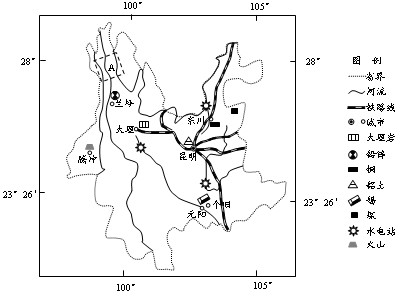 100° 105°
28° 28°
A
兰坪
东川
大理
腾冲
昆明
个旧
元阳
23°26′ 23°26′
100° 105°
图 例
省界
河流
铁路线
城市
大理岩
铅锌
铜
铝土
锡
煤
水电站
火山